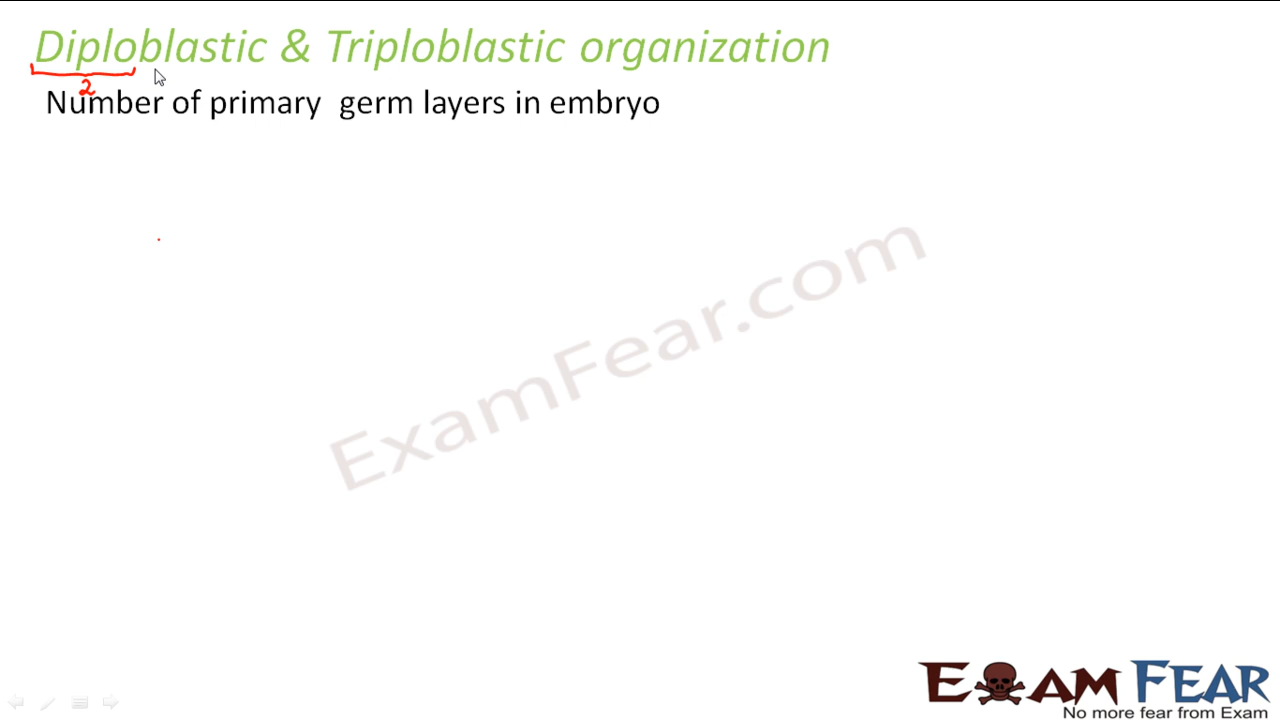 Diploblastic & Triploblastic organization
2
Number of primary germ layers in embryo
ExamFear.com
EXAM FEAR
No more fear from Exam